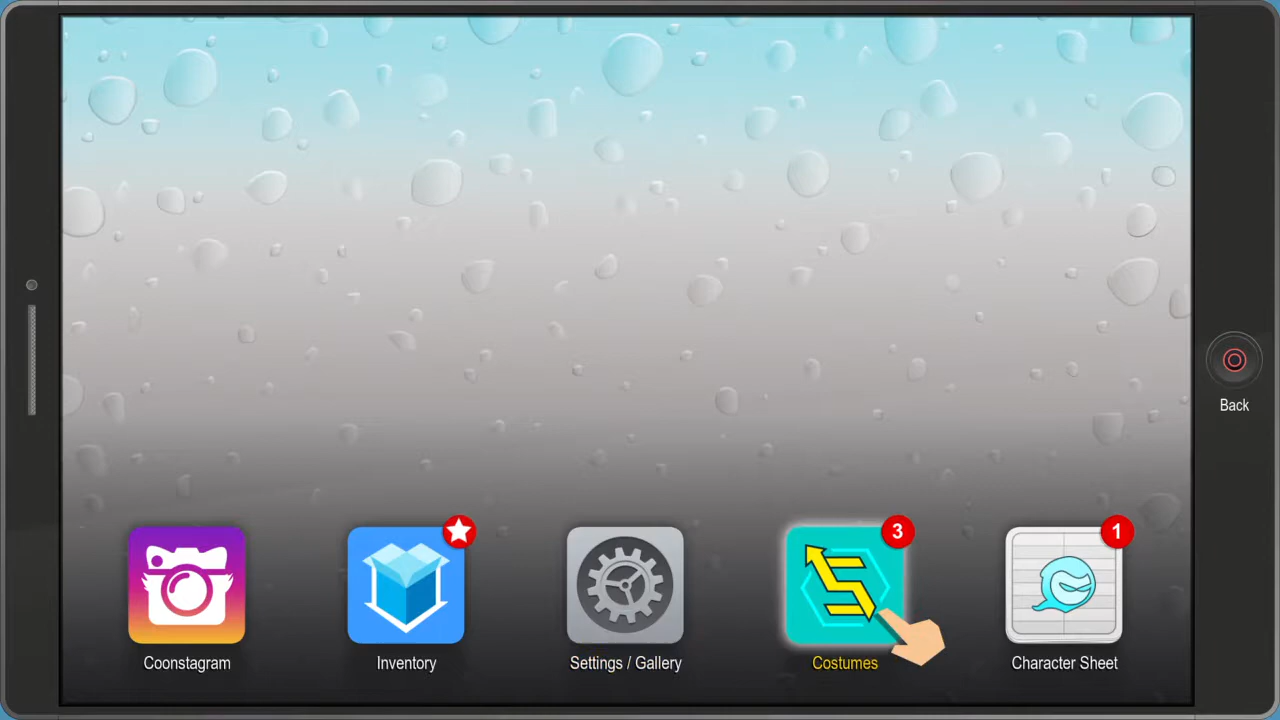 Back
3
1
Coonstagram
Inventory
Settings / Gallery
Costumes
Character Sheet